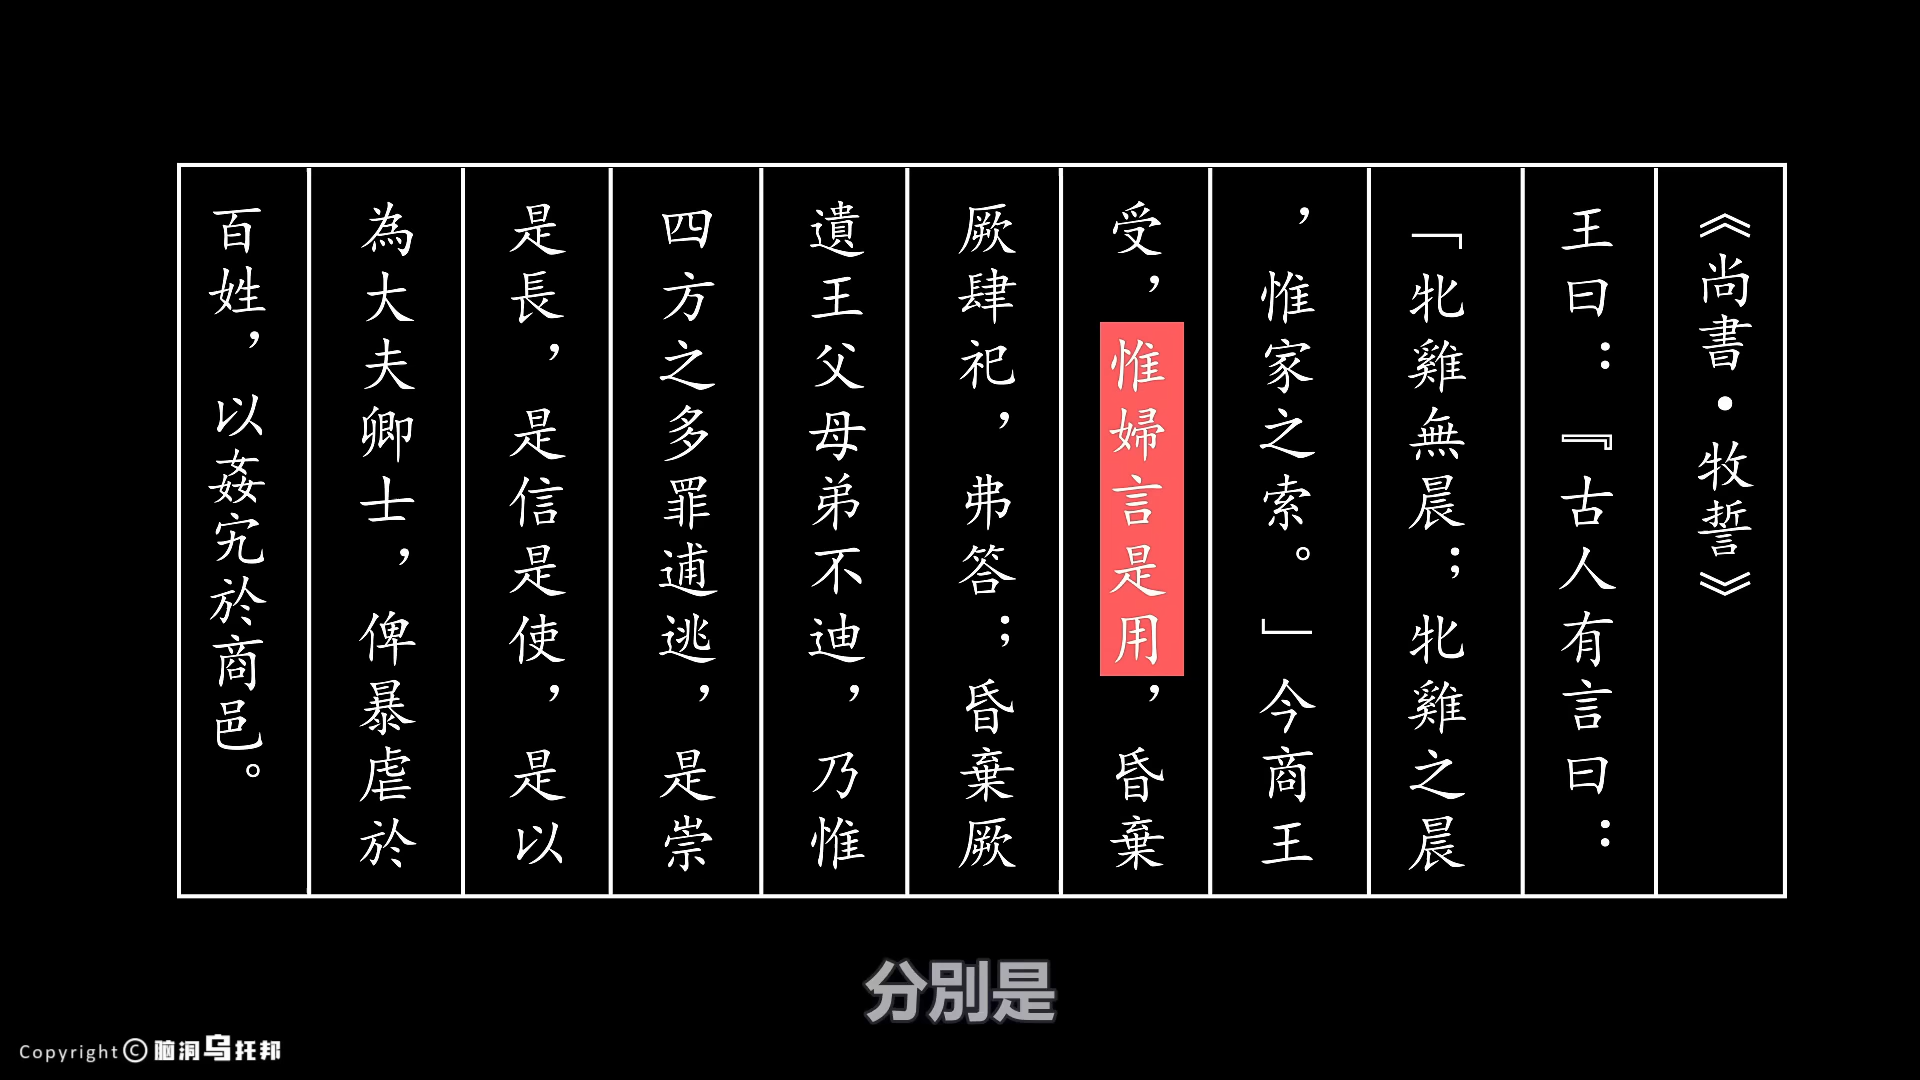 《尚書·牧誓》
王曰：『古人有言曰：
「牝雞無晨；牝雞之晨
，惟家之索。」今商王
受，惟婦言是用，昏棄
厥肆祀，弗答；昏棄厥
遺王父母弟不迪，乃惟
四方之多罪逋逃，是崇
是長，是信是使，是以
為大夫卿士，俾暴虐於
百姓，以姦宄於商邑。
分別是
Copyright © 脑洞乌托邦